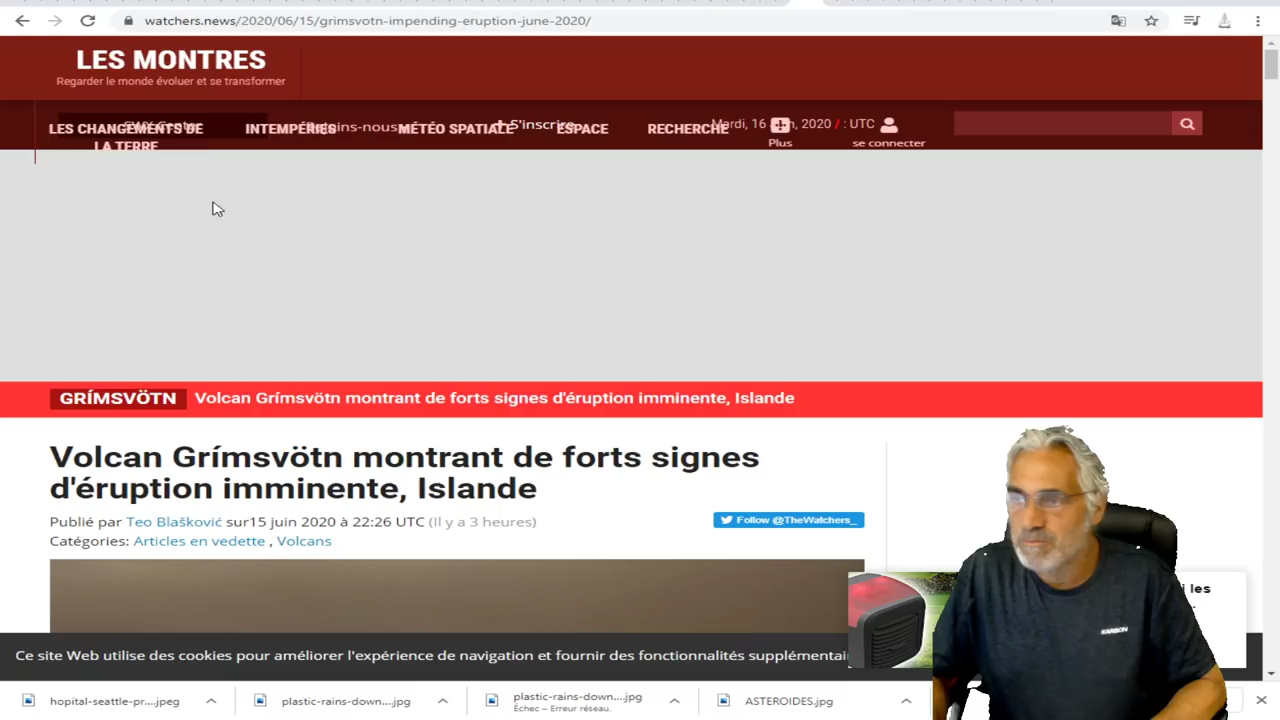 watchers.news/2020/06/15/grimsvotn-impending-eruption-june-2020/
LES MONTRES
Regarder le monde évoluer et se transformer
LES CHANGEMENTS DE LA TERRE
INTEMPÉRIES
MÉTÉO SPATIALE
S'inscrire
ESPACE
RECHERCHE
2020 / : UTC
Plus
se connecter
GRÍMSVÖTN Volcan Grímsvötn montrant de forts signes d'éruption imminente, Islande
Volcan Grímsvötn montrant de forts signes
d'éruption imminente, Islande
Publié par Teo Blašković sur15 juin 2020 à 22:26 UTC (Il y a 3 heures)
Follow @TheWatchers_
Catégories: Articles en vedette , Volcans
i les
KARBON
Ce site Web utilise des cookies pour améliorer l'expérience de navigation et fournir des fonctionnalités
hopital-seattle-pr....jpeg
plastic-rains-down....jpg
plastic-rains-down....jpg
Échec – Erreur réseau.
ASTEROIDES.jpg